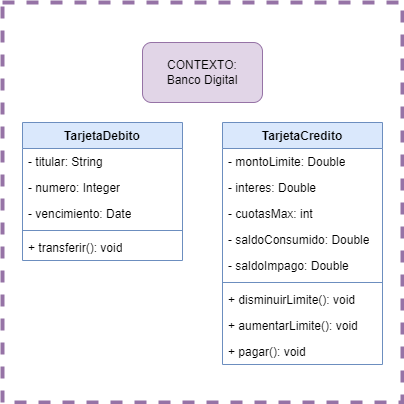 CONTEXTO:
Banco Digital
TarjetaDebito
- titular: String
- numero: Integer
- vencimiento: Date
+ transferir(): void
TarjetaCredito
- montoLimite: Double
- interes: Double
- cuotasMax: int
- saldoConsumido: Double
- saldoImpago: Double
+ disminuirLimite(): void
+ aumentarLimite(): void
+ pagar(): void